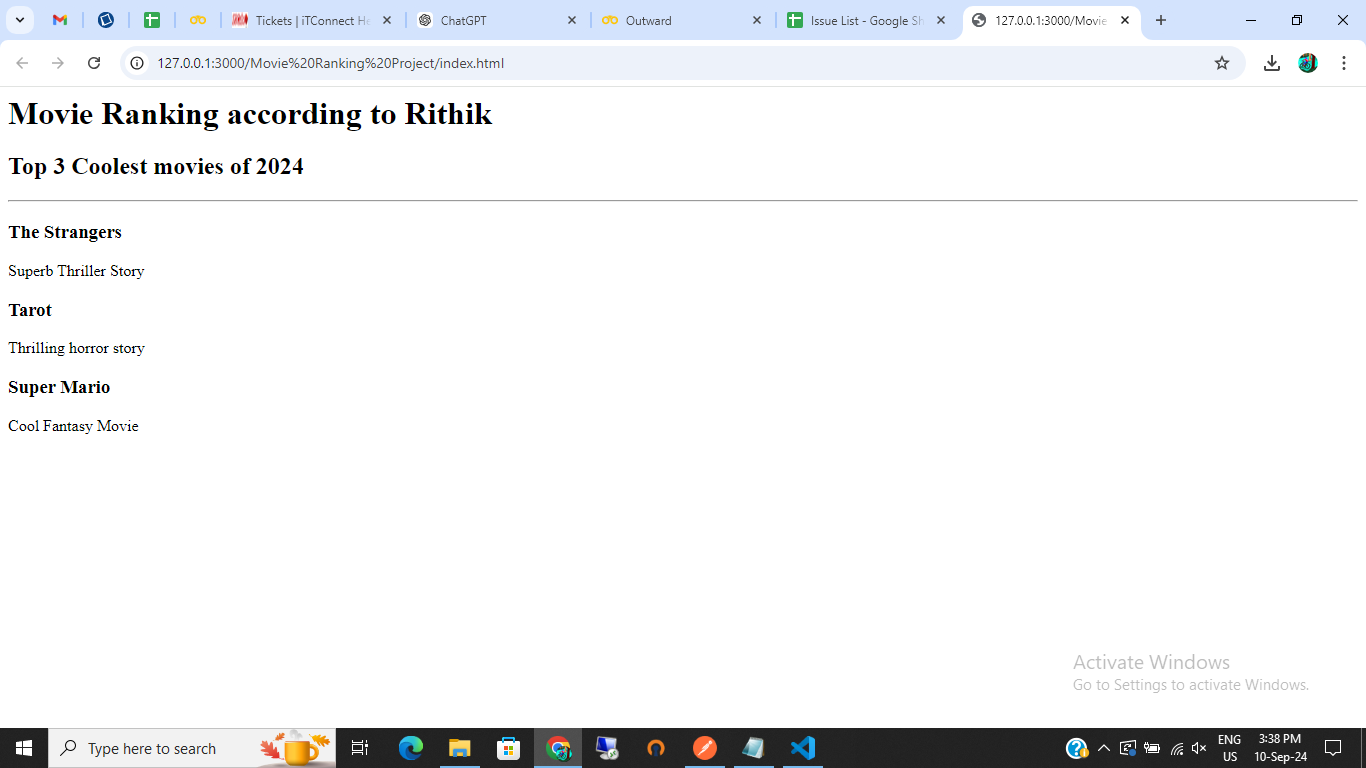 Tickets | iTConnect He
ChatGPT
Outward
Issue List - Google Sh
127.0.0.1:3000/Movie
127.0.0.1:3000/Movie%20Ranking%20Project/index.html
Movie Ranking according to Rithik
Top 3 Coolest movies of 2024
The Strangers
Superb Thriller Story
Tarot
Thrilling horror story
Super Mario
Cool Fantasy Movie
Activate Windows
Go to Settings to activate Windows.
Type here to search
ENG
US
3:38 PM
10-Sep-24